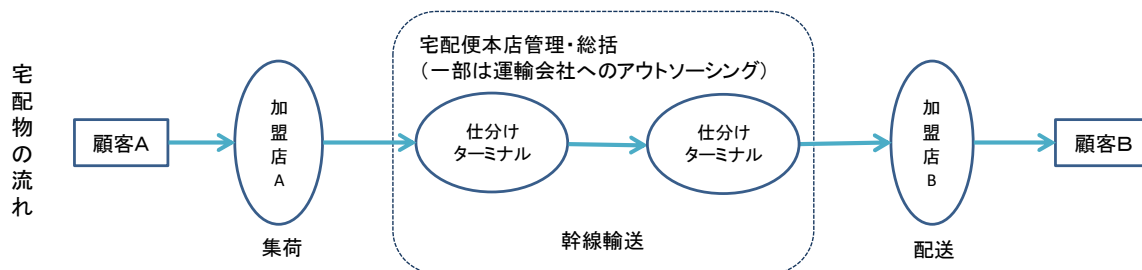 宅配物の流れ
顧客A
加盟店A
集荷
宅配便本店管理・総括
（一部は運輸会社へのアウトソーシング）
仕分け
ターミナル
仕分け
ターミナル
幹線輸送
加盟店B
配送
顧客B